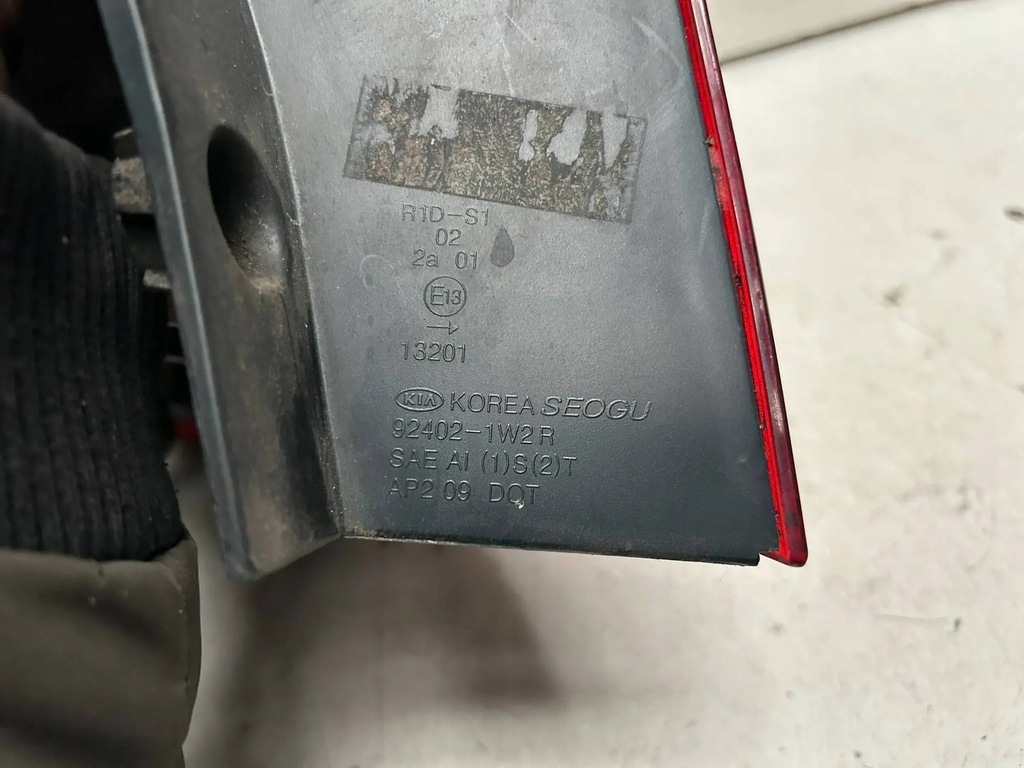 R1D-S1
02
2a 01
E13
→
13201
KIA KOREA SEOGU
92402-1W2 R
SAE AI (1)S(2)T
AP2 09 DOT